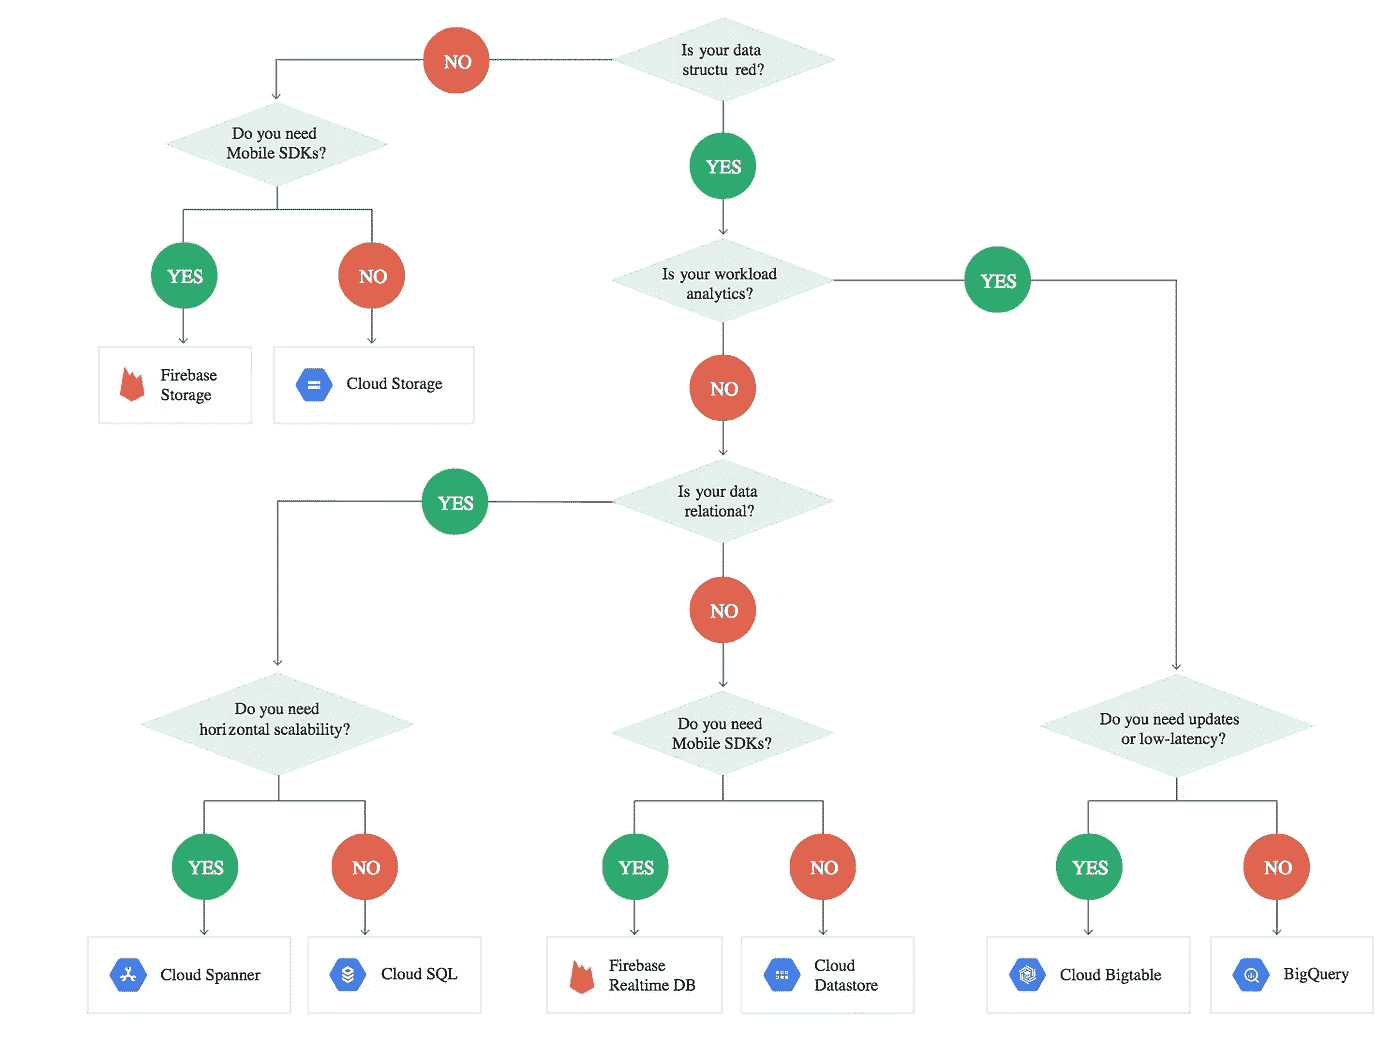 Is your data
structu red?
NO
Do you need
Mobile SDKs?
YES
YES
NO
Is your workload
analytics?
YES
Firebase
Storage
Cloud Storage
NO
Is your data
relational?
YES
NO
Do you need
horizontal scalability?
Do you need
Mobile SDKs?
Do you need updates
or low-latency?
YES
NO
YES
NO
YES
NO
Cloud Spanner
Cloud SQL
Firebase
Realtime DB
Cloud
Datastore
Cloud Bigtable
BigQuery